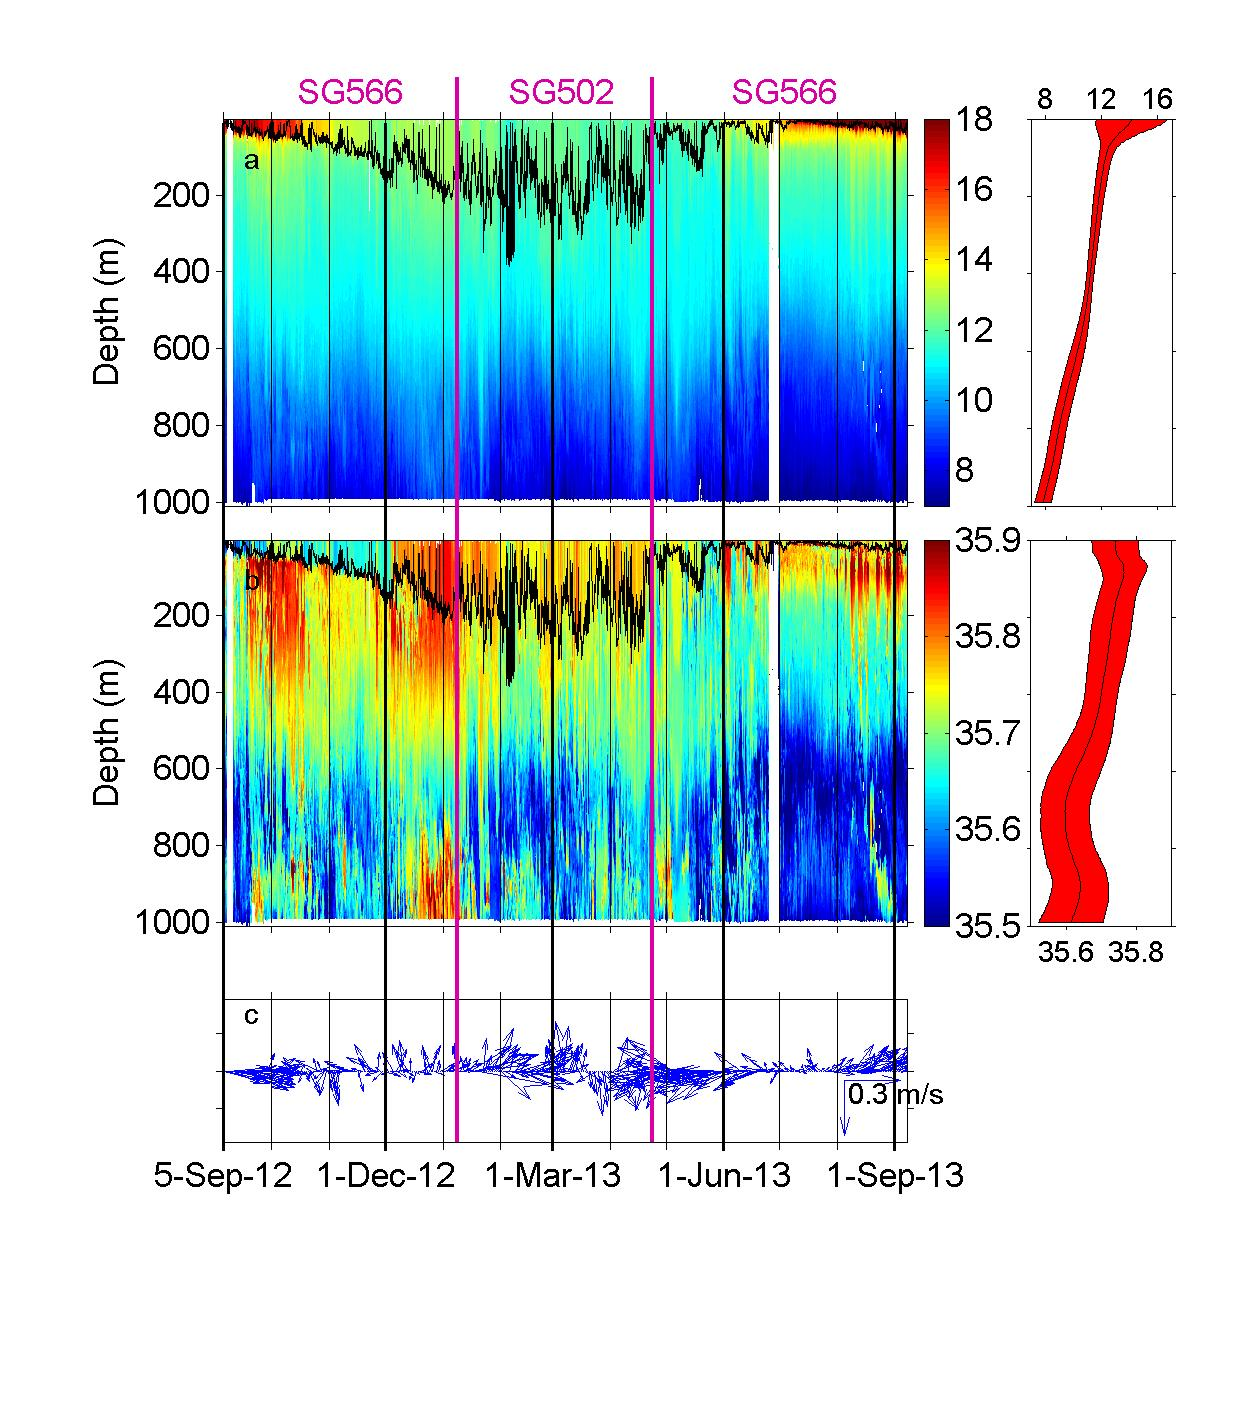 SG566 SG502 SG566
8 12 16
a
200
400
600
800
1000
Depth (m)
18
16
14
12
10
8
b
200
400
600
800
1000
Depth (m)
35.9
35.8
35.7
35.6
35.5
35.6 35.8
c
0.3 m/s
5-Sep-12 1-Dec-12 1-Mar-13 1-Jun-13 1-Sep-13